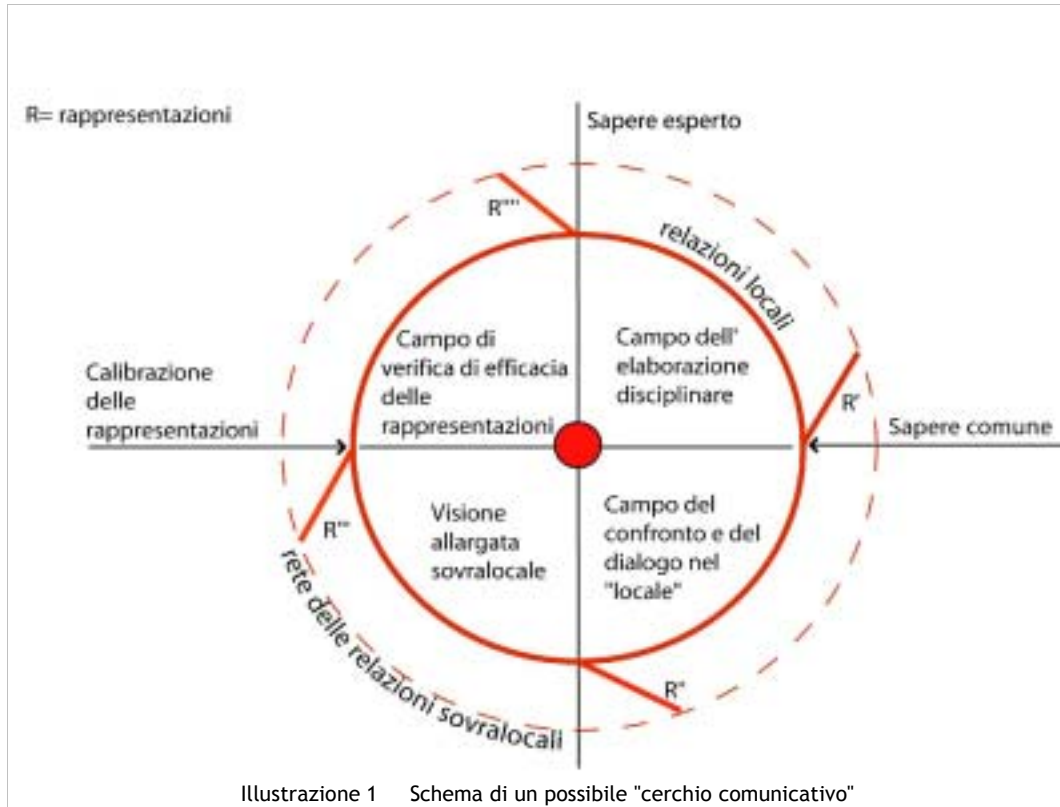 R= rappresentazioni
Sapere esperto
R''''
relazioni locali
Campo di
verifica di efficacia
delle
rappresentazioni
Campo dell'
elaborazione
disciplinare
Calibrazione
delle
rappresentazioni
R'
Sapere comune
R'''
Visione
allargata
sovralocale
Campo del
confronto e del
dialogo nel
"locale"
rete delle relazioni sovralocali
R''
Illustrazione 1 Schema di un possibile "cerchio comunicativo"